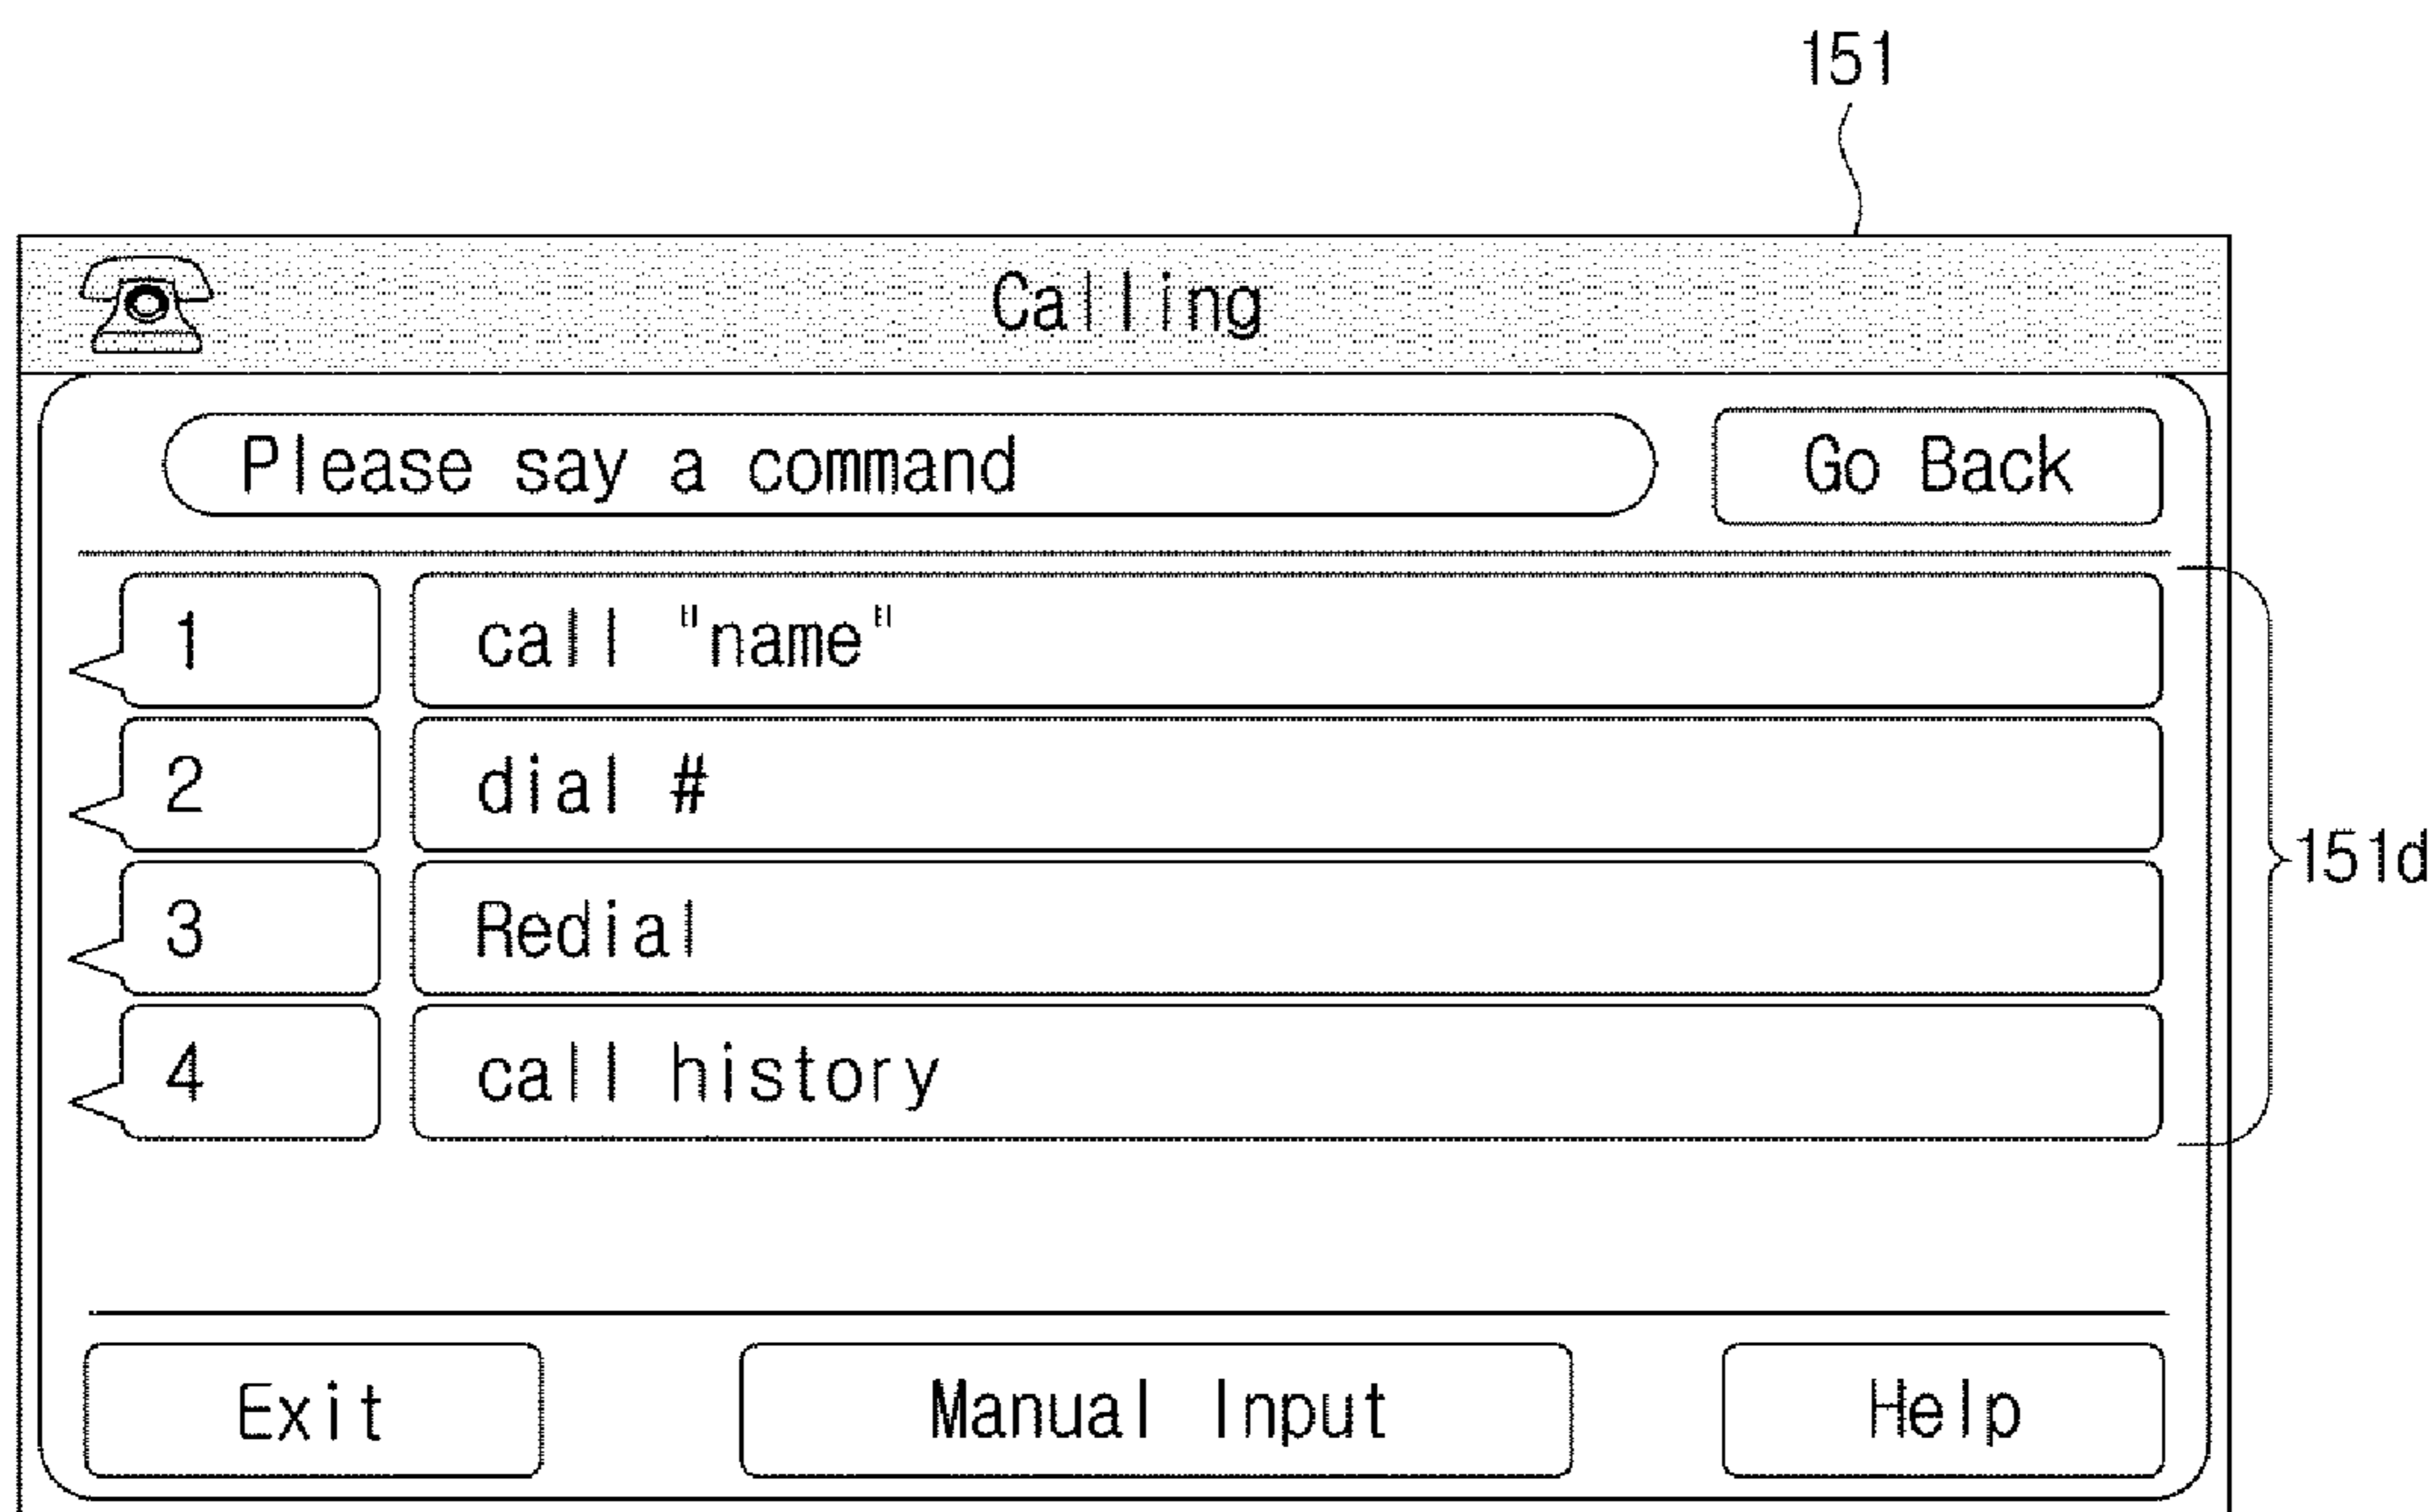 151
Calling
Please say a command
Go Back
1 call "name"
2 dial #
3 Redial
4 call history
151d
Exit Manual Input Help